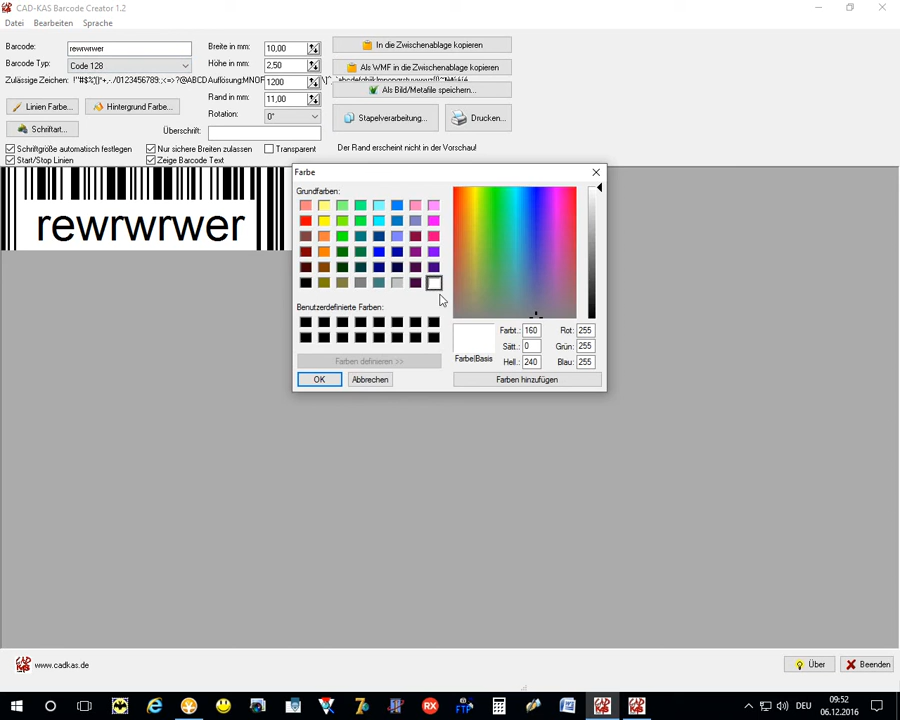 CAD-KAS Barcode Creator 1.2
Datei Bearbeiten Sprache
Barcode: rewrwrwer
Barcode Typ: Code 128
Zulässige Zeichen:
Breite in mm: 10,00
Höhe in mm: 2,50
Auflösung: 1200
Rand in mm: 11,00
Rotation: 0°
Überschrift:
In die Zwischenablage kopieren
Als WMF in die Zwischenablage kopieren
Als Bild/Metafile speichern...
Stapelverarbeitung... Drucken...
Linien Farbe... Hintergrund Farbe...
Schriftart...
Schriftgröße automatisch festlegen Nur sichere Breiten zulassen Transparent Der Rand erscheint nicht in der Vorschau!
Start/Stop Linien Zeige Barcode Text
rewrwrwer
Farbe
Grundfarben:
Benutzerdefinierte Farben:
Farben definieren >>
OK Abbrechen
Farbe|Basis
Farbt.: 160 Rot: 255
Sätt.: 0 Grün: 255
Hell.: 240 Blau: 255
Farben hinzufügen
CAD KAS www.cadkas.de Über Beenden
DEU 09:52
06.12.2016